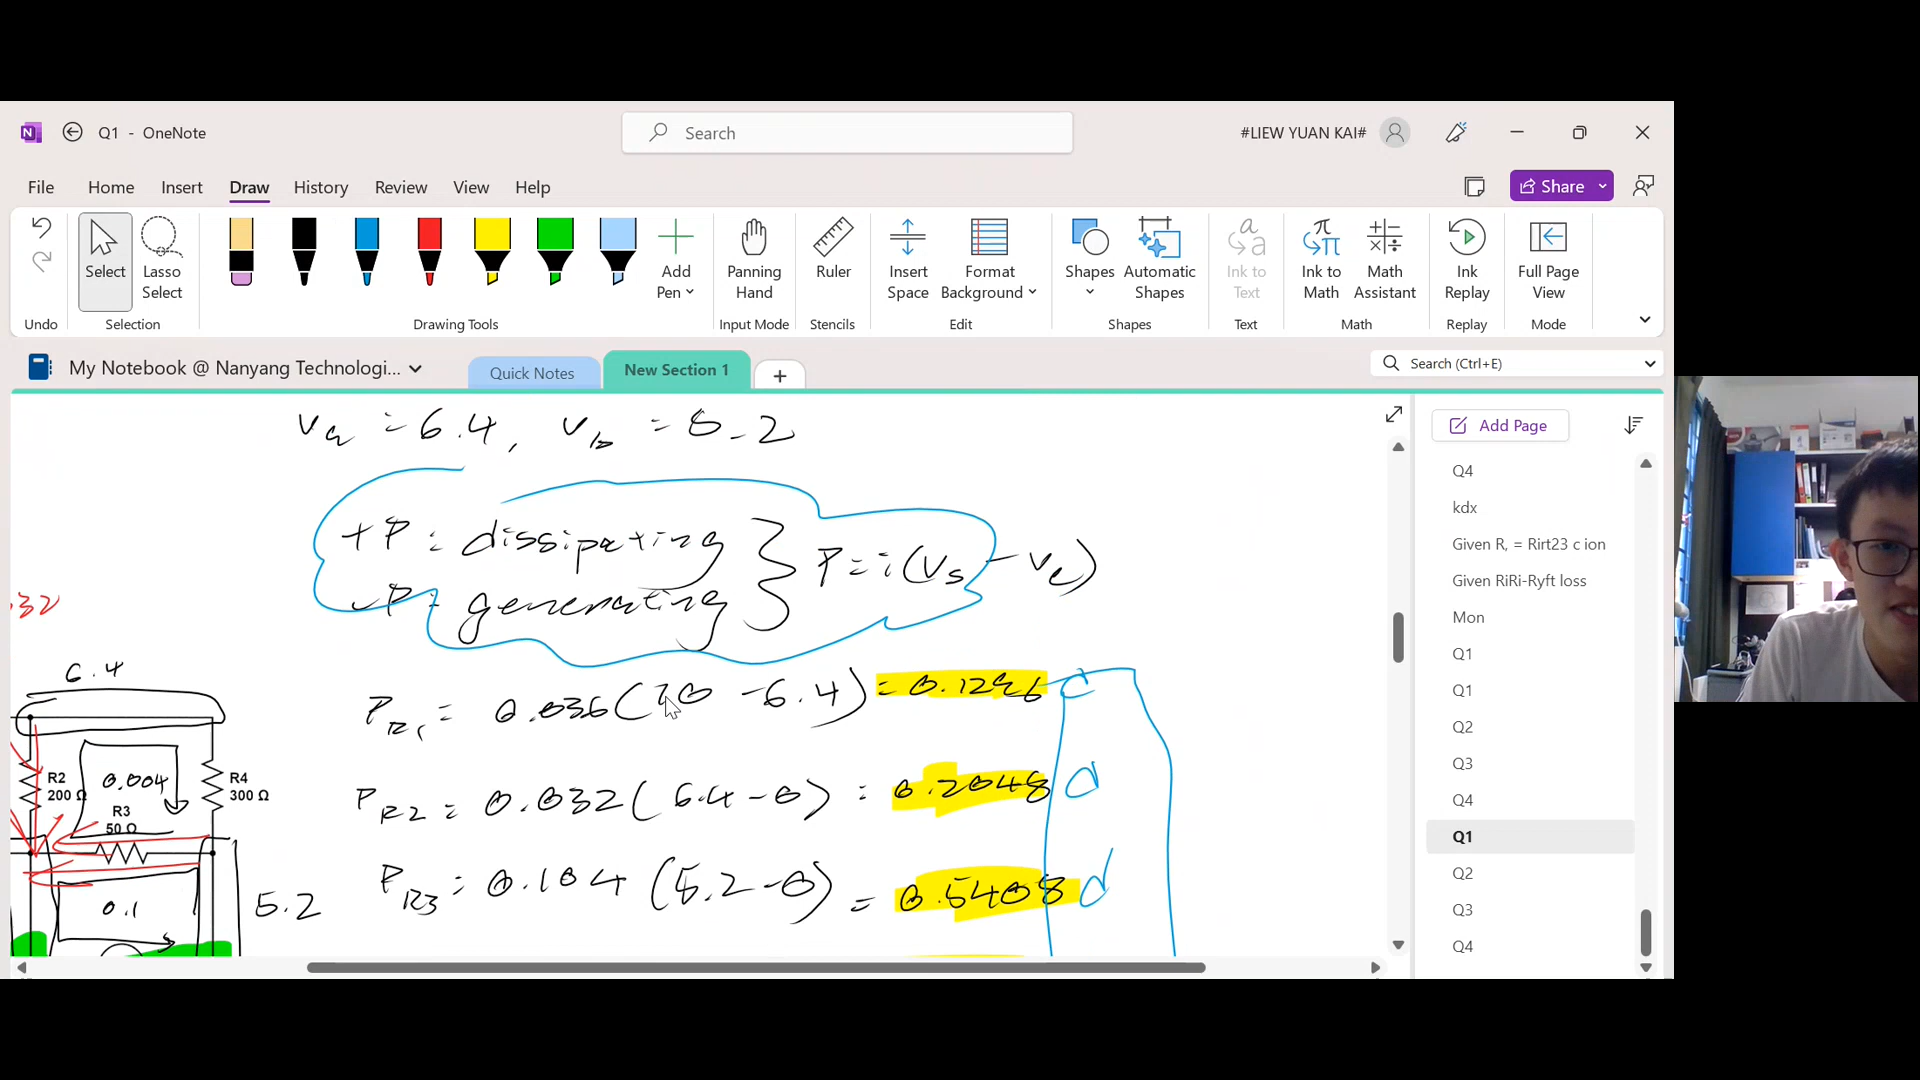 Q1 - OneNote
Search
#LIEW YUAN KAI#
File Home Insert Draw History Review View Help
Share
Select
Lasso Select
Add Pen
Panning Hand
Ruler
Insert Space
Format Background
Shapes
Automatic Shapes
Ink to Text
Ink to Math
Math Assistant
Ink Replay
Full Page View
Undo
Selection
Drawing Tools
Input Mode
Stencils
Edit
Shapes
Text
Math
Replay
Mode
My Notebook @ Nanyang Technologi...
Quick Notes
New Section 1
Search (Ctrl+E)
Add Page
Q4
kdx
Given R, = Rirt23 c ion
Given RiRi-Ryft loss
Mon
Q1
Q1
Q2
Q3
Q4
Q1
Q2
Q3
Q4
va = 6.4, vb = 5.2
+P : dissipating
-P : generating
P = i(vs - ve)
PR1 = 0.036(10 - 6.4) = 0.1296 d
PR2 = 0.032(6.4 - 0) = 0.2048 d
PR3 = 0.104 (5.2 - 0) = 0.5408 d
.32
6.4
0.004
R2
200 Ω
R3
50 Ω
R4
300 Ω
0.1
5.2